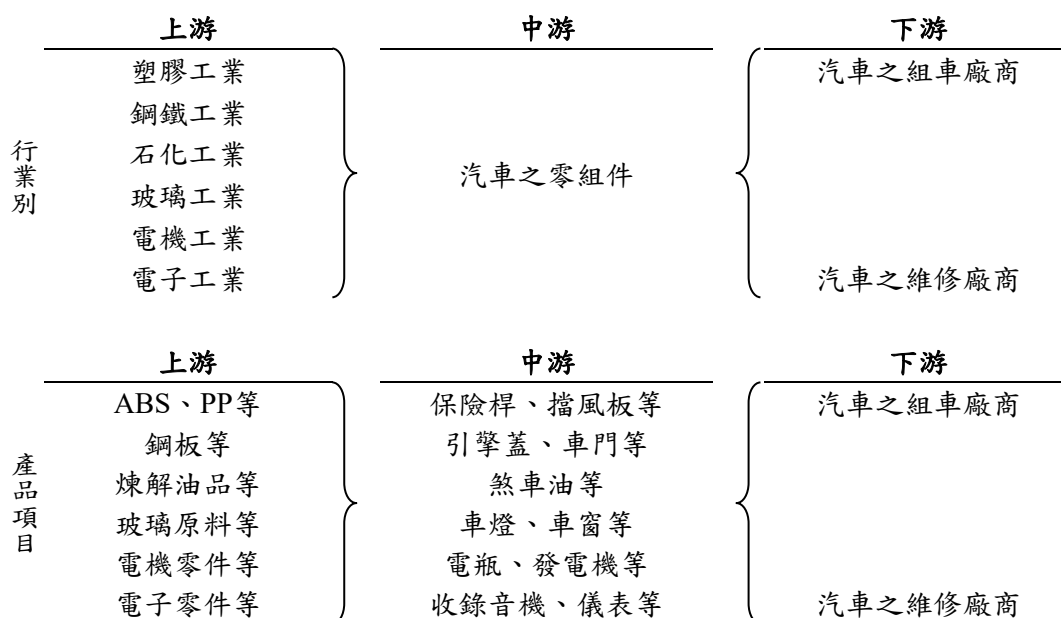 上游 中游 下游
塑膠工業 汽車之組車廠商
鋼鐵工業
石化工業
汽車之零組件
玻璃工業
電機工業
電子工業 汽車之維修廠商
行業別
上游 中游 下游
ABS、PP等 保險桿、擋風板等 汽車之組車廠商
鋼板等 引擎蓋、車門等
煉解油品等 煞車油等
玻璃原料等 車燈、車窗等
電機零件等 電瓶、發電機等
電子零件等 收錄音機、儀表等 汽車之維修廠商
產品項目